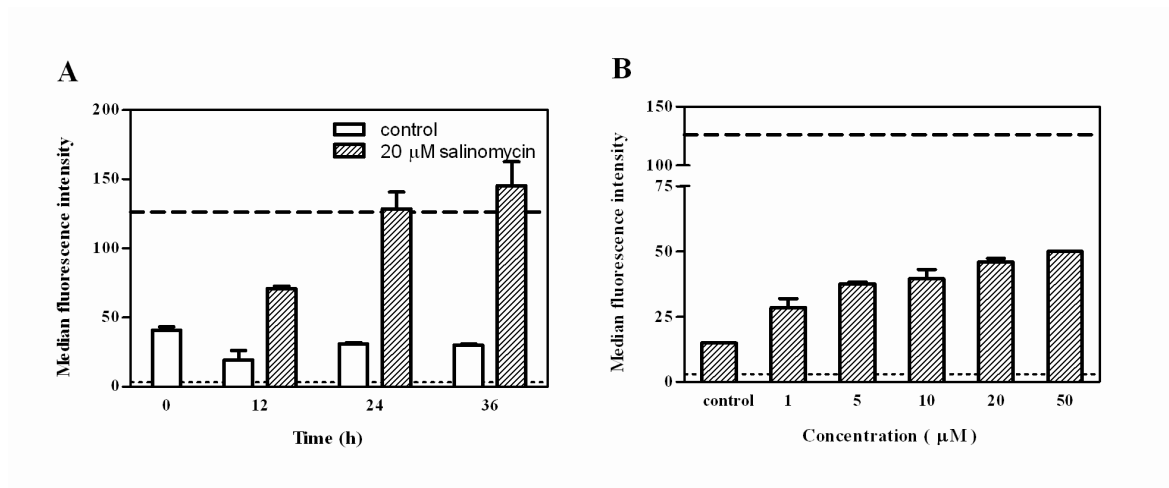 A
Median fluorescence intensity
200
150
100
50
0
control
20 μM salinomycin
0 12 24 36
Time (h)
B
Median fluorescence intensity
150
100
75
50
25
0
control 1 5 10 20 50
Concentration ( μM )